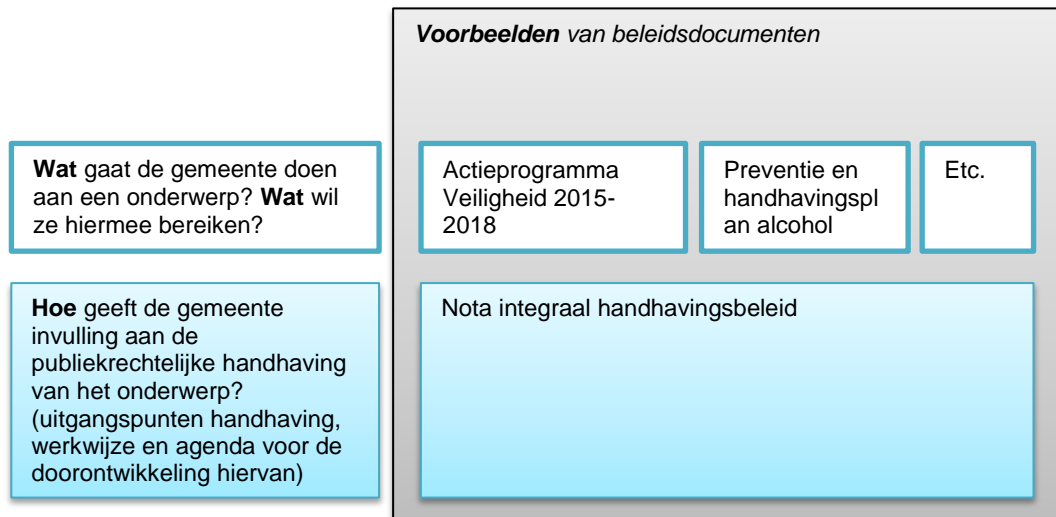 Voorbeelden van beleidsdocumenten
Wat gaat de gemeente doen
aan een onderwerp? Wat wil
ze hiermee bereiken?
Actieprogramma
Veiligheid 2015-
2018
Preventie en
handhavingspl
an alcohol
Etc.
Hoe geeft de gemeente
invulling aan de
publiekrechtelijke handhaving
van het onderwerp?
(uitgangspunten handhaving,
werkwijze en agenda voor de
doorontwikkeling hiervan)
Nota integraal handhavingsbeleid